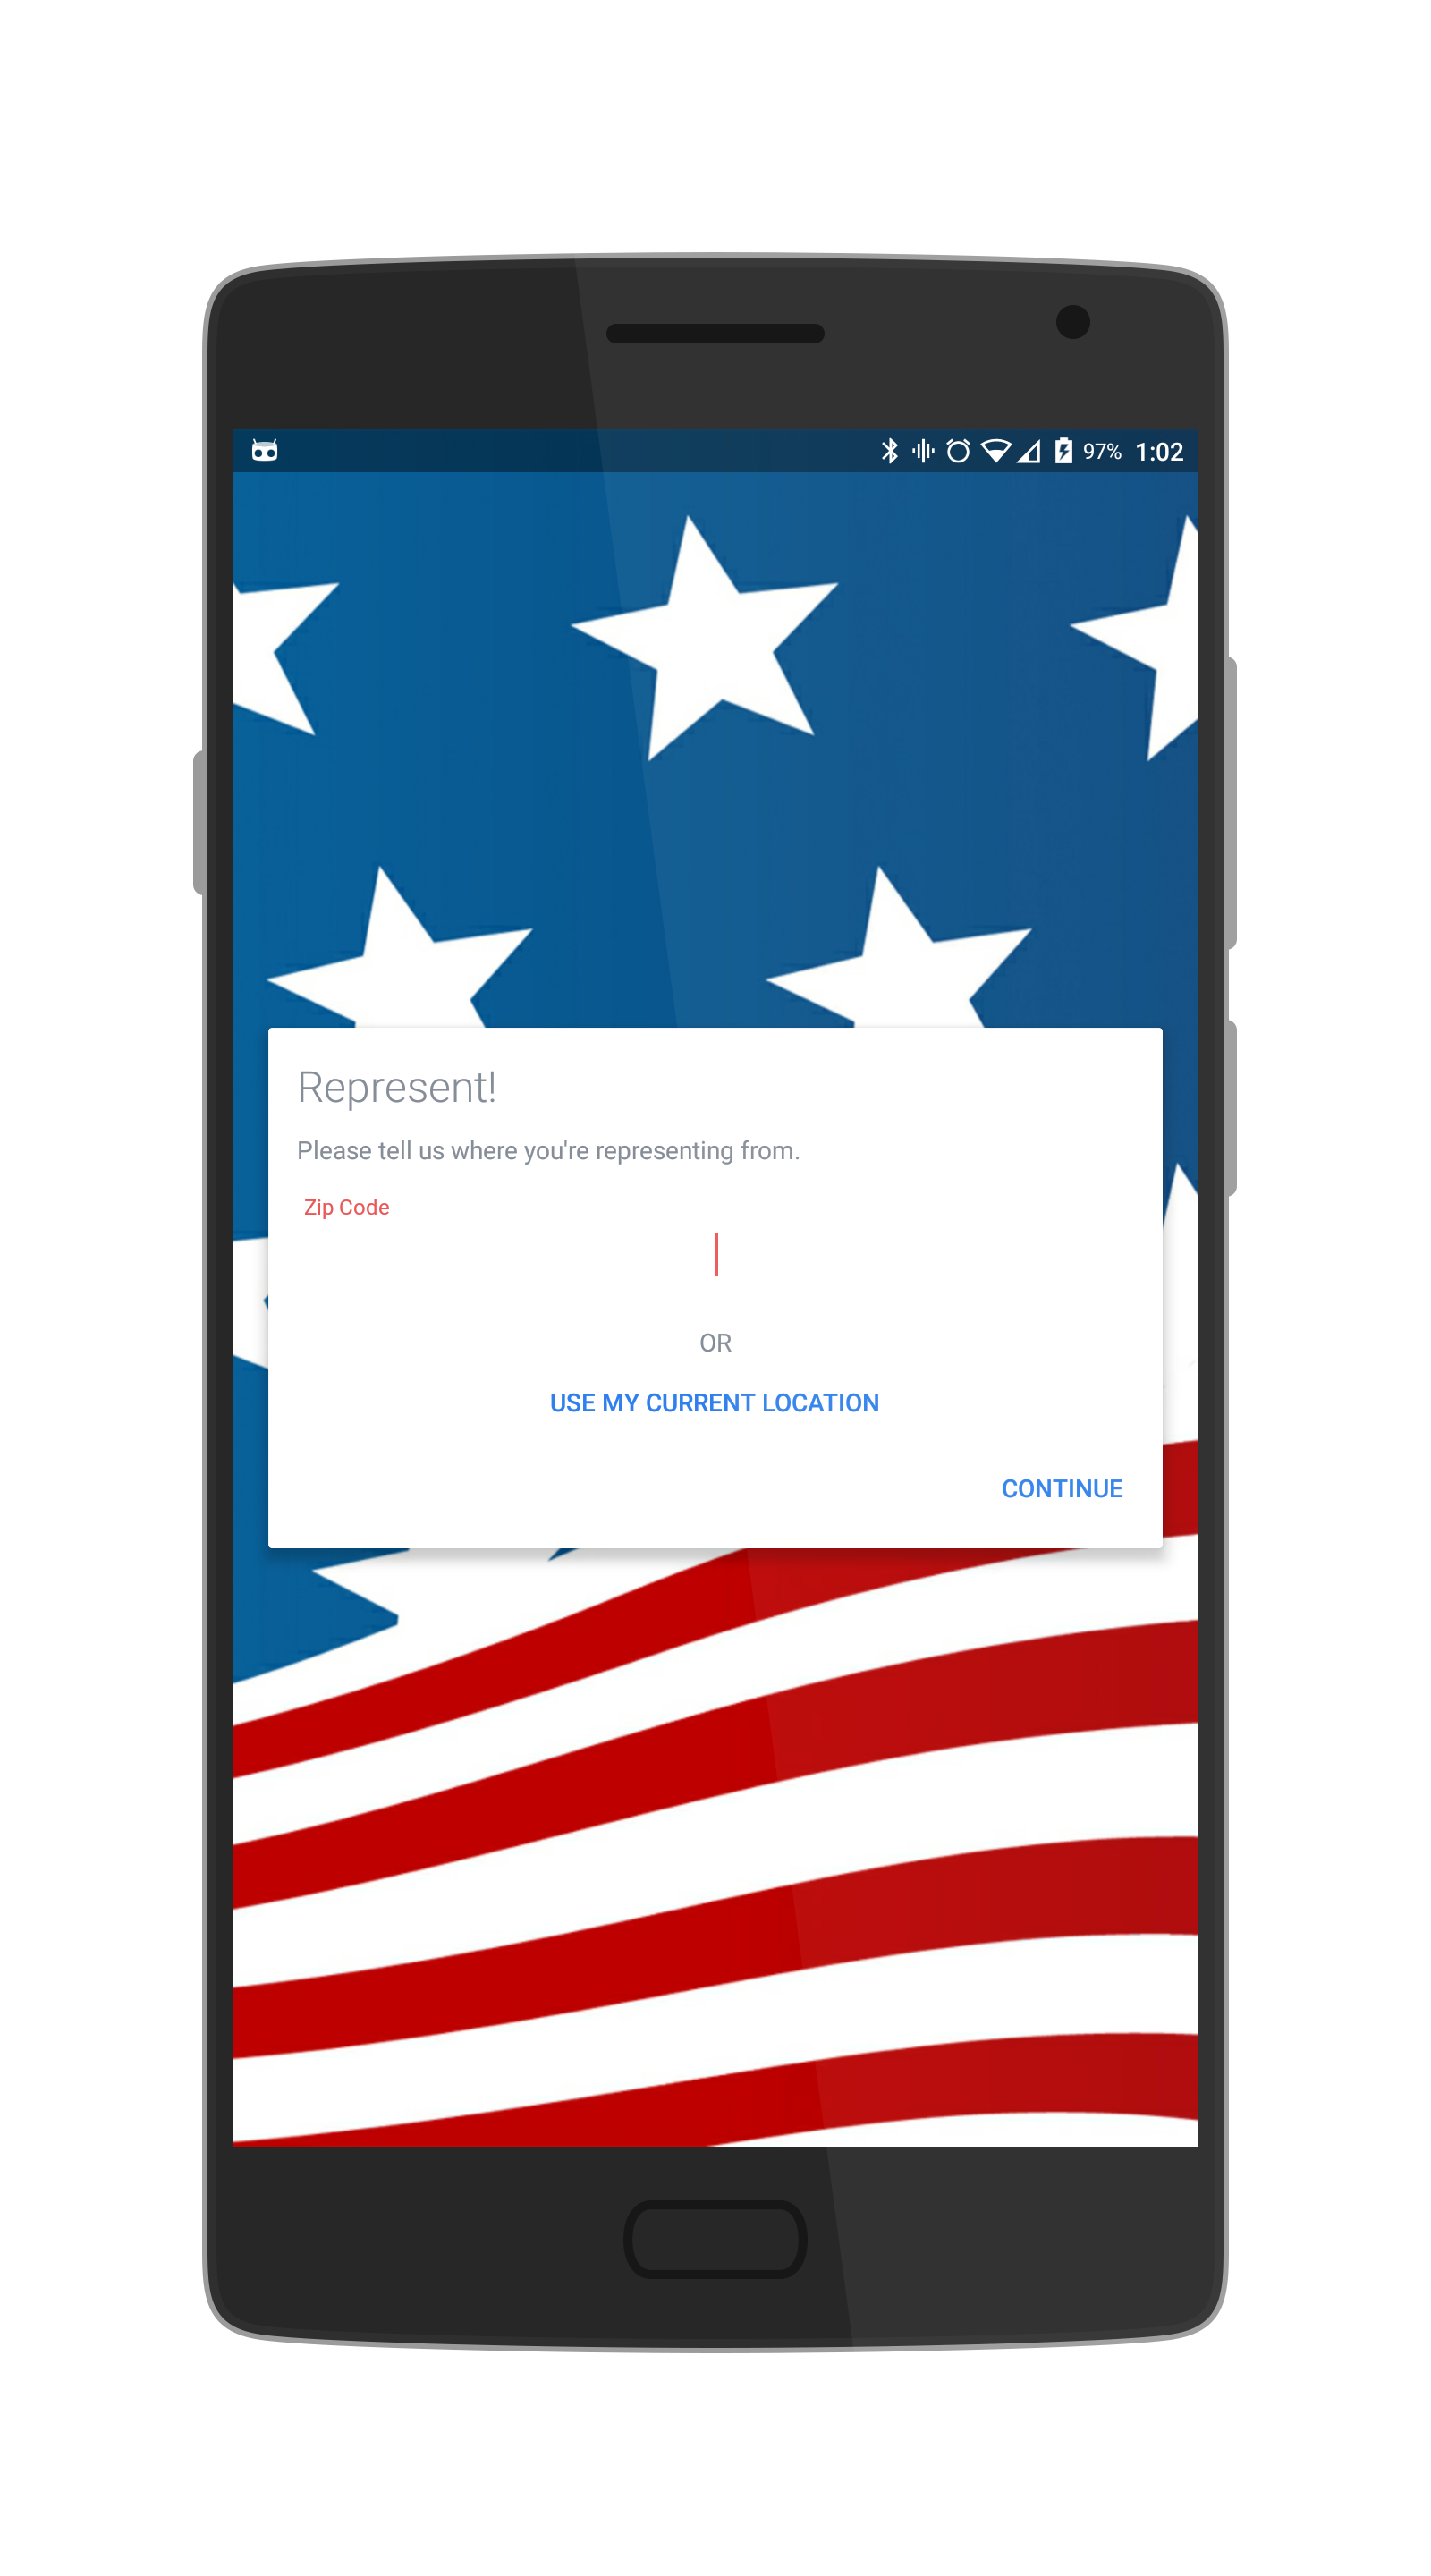 97% 1:02
Represent!
Please tell us where you're representing from.
Zip Code
OR
USE MY CURRENT LOCATION
CONTINUE